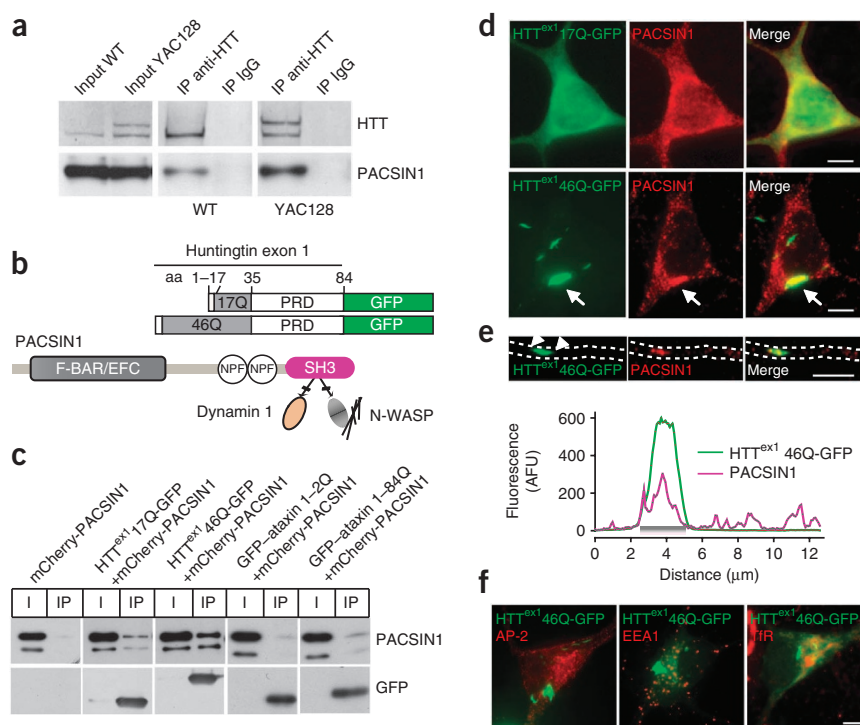 a
Input WT
Input YAC128
IP anti-HTT
IP IgG
IP anti-HTT
IP IgG
HTT
PACSIN1
WT
YAC128
b
Huntingtin exon 1
aa 1–17 35 84
17Q PRD GFP
46Q PRD GFP
PACSIN1
F-BAR/EFC NPF NPF SH3
Dynamin 1
N-WASP
c
mCherry-PACSIN1
HTTex1 17Q-GFP
+mCherry-PACSIN1
HTTex1 46Q-GFP
+mCherry-PACSIN1
GFP–ataxin 1–2Q
+mCherry-PACSIN1
GFP–ataxin 1–84Q
+mCherry-PACSIN1
I IP I IP I IP I IP I IP
PACSIN1
GFP
d
HTTex1 17Q-GFP PACSIN1 Merge
HTTex1 46Q-GFP PACSIN1 Merge
e
HTTex1 46Q-GFP PACSIN1 Merge
Fluorescence
(AFU)
600
400
200
0
HTTex1 46Q-GFP
PACSIN1
0 2 4 6 8 10 12
Distance (μm)
f
HTTex1 46Q-GFP HTTex1 46Q-GFP HTTex1 46Q-GFP
AP-2 EEA1 TfR